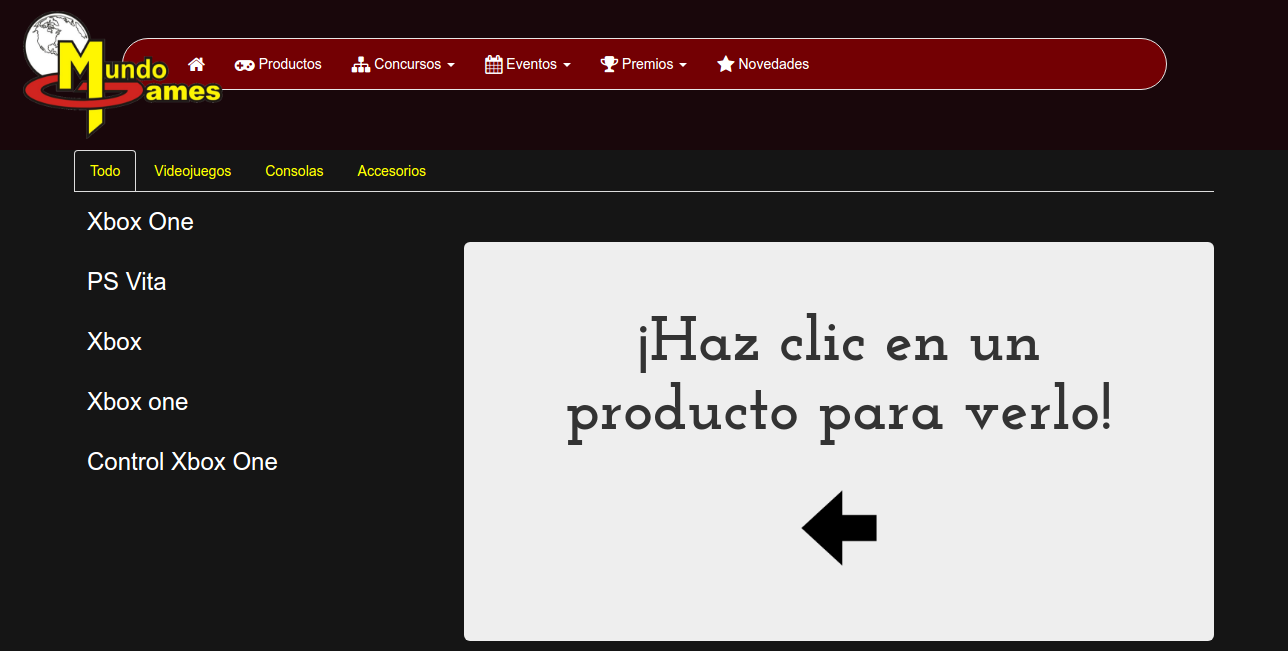 Mundo
Games
Productos
Concursos
Eventos
Premios
Novedades
Todo
Videojuegos
Consolas
Accesorios
Xbox One
PS Vita
Xbox
Xbox one
Control Xbox One
¡Haz clic en un
producto para verlo!